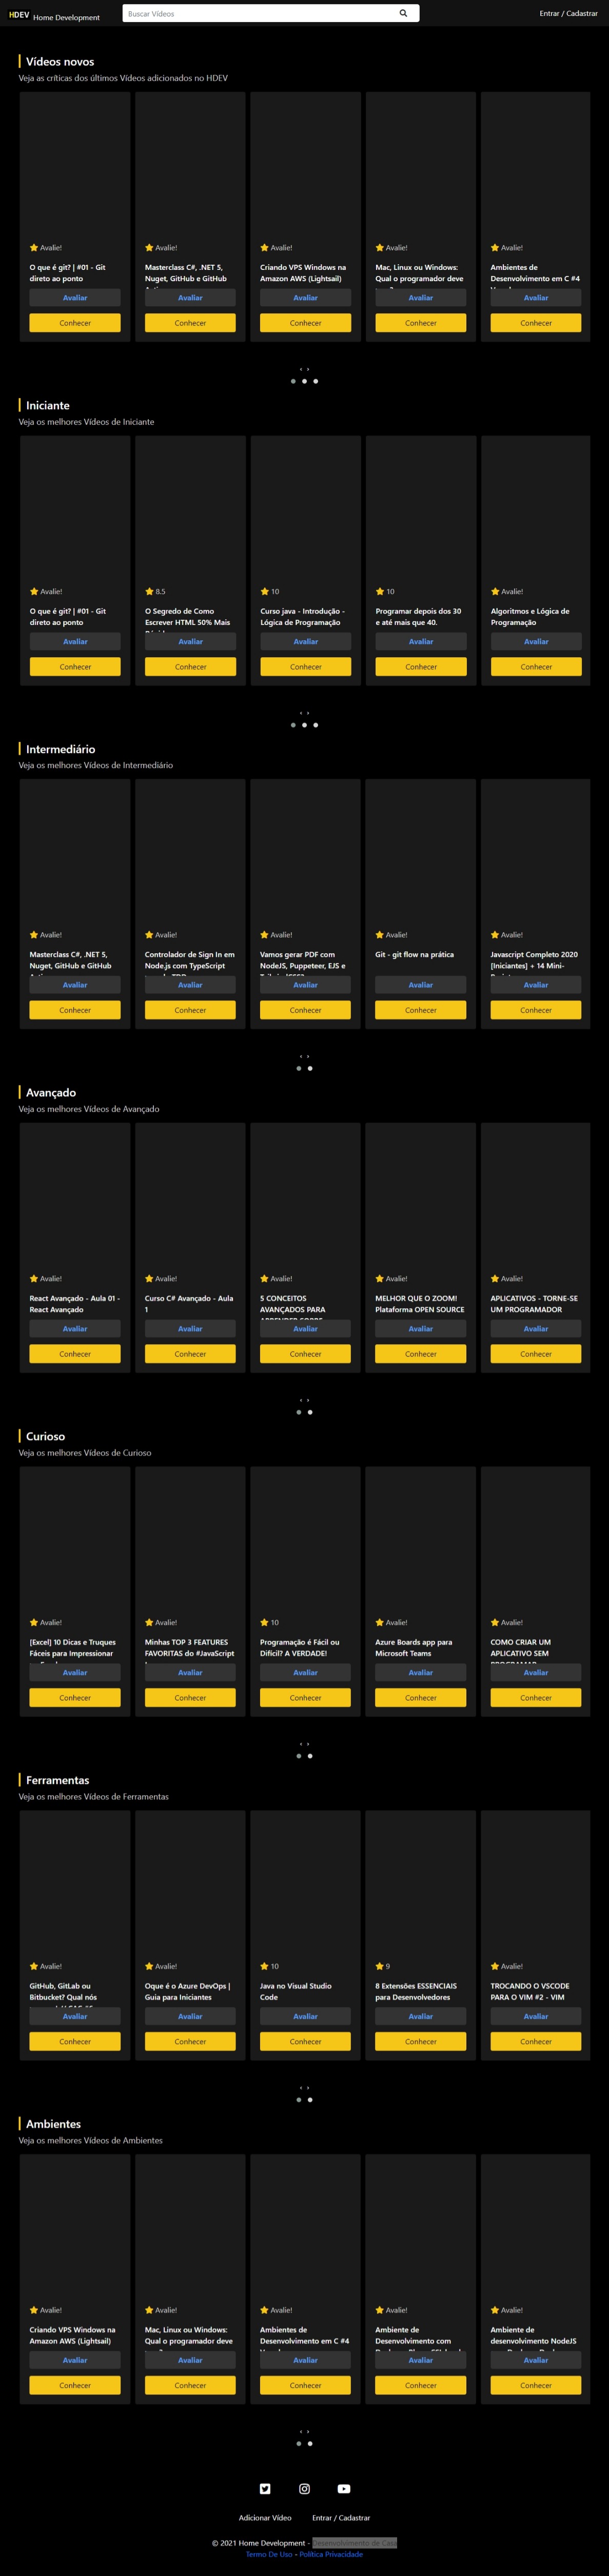 HDEV Home Development
Buscar Vídeos
Entrar / Cadastrar
Vídeos novos
Veja as críticas dos últimos Vídeos adicionados no HDEV
Avalie!
O que é git? | #01 - Git
direto ao ponto
Avaliar
Conhecer
Avalie!
Masterclass C#, .NET 5,
Nuget, GitHub e GitHub
Avaliar
Conhecer
Avalie!
Criando VPS Windows na
Amazon AWS (Lightsail)
Avaliar
Conhecer
Avalie!
Mac, Linux ou Windows:
Qual o programador deve
Avaliar
Conhecer
Avalie!
Ambientes de
Desenvolvimento em C #4
Avaliar
Conhecer
Iniciante
Veja os melhores Vídeos de Iniciante
Avalie!
O que é git? | #01 - Git
direto ao ponto
Avaliar
Conhecer
8.5
O Segredo de Como
Escrever HTML 50% Mais
Avaliar
Conhecer
10
Curso java - Introdução -
Lógica de Programação
Avaliar
Conhecer
10
Programar depois dos 30
e até mais que 40.
Avaliar
Conhecer
Avalie!
Algoritmos e Lógica de
Programação
Avaliar
Conhecer
Intermediário
Veja os melhores Vídeos de Intermediário
Avalie!
Masterclass C#, .NET 5,
Nuget, GitHub e GitHub
Avaliar
Conhecer
Avalie!
Controlador de Sign In em
Node.js com TypeScript
Avaliar
Conhecer
Avalie!
Vamos gerar PDF com
NodeJS, Puppeteer, EJS e
Avaliar
Conhecer
Avalie!
Git - git flow na prática
Avaliar
Conhecer
Avalie!
Javascript Completo 2020
[Iniciantes] + 14 Mini-
Avaliar
Conhecer
Avançado
Veja os melhores Vídeos de Avançado
Avalie!
React Avançado - Aula 01 -
React Avançado
Avaliar
Conhecer
Avalie!
Curso C# Avançado - Aula
1
Avaliar
Conhecer
Avalie!
5 CONCEITOS
AVANÇADOS PARA
Avaliar
Conhecer
Avalie!
MELHOR QUE O ZOOM!
Plataforma OPEN SOURCE
Avaliar
Conhecer
Avalie!
APLICATIVOS - TORNE-SE
UM PROGRAMADOR
Avaliar
Conhecer
Curioso
Veja os melhores Vídeos de Curioso
Avalie!
[Excel] 10 Dicas e Truques
Fáceis para Impressionar
Avaliar
Conhecer
Avalie!
Minhas TOP 3 FEATURES
FAVORITAS do #JavaScript
Avaliar
Conhecer
10
Programação é Fácil ou
Difícil? A VERDADE!
Avaliar
Conhecer
Avalie!
Azure Boards app para
Microsoft Teams
Avaliar
Conhecer
Avalie!
COMO CRIAR UM
APLICATIVO SEM
Avaliar
Conhecer
Ferramentas
Veja os melhores Vídeos de Ferramentas
Avalie!
GitHub, GitLab ou
Bitbucket? Qual nós
Avaliar
Conhecer
Avalie!
Oque é o Azure DevOps |
Guia para Iniciantes
Avaliar
Conhecer
10
Java no Visual Studio
Code
Avaliar
Conhecer
9
8 Extensões ESSENCIAIS
para Desenvolvedores
Avaliar
Conhecer
Avalie!
TROCANDO O VSCODE
PARA O VIM #2 - VIM
Avaliar
Conhecer
Ambientes
Veja os melhores Vídeos de Ambientes
Avalie!
Criando VPS Windows na
Amazon AWS (Lightsail)
Avaliar
Conhecer
Avalie!
Mac, Linux ou Windows:
Qual o programador deve
Avaliar
Conhecer
Avalie!
Ambientes de
Desenvolvimento em C #4
Avaliar
Conhecer
Avalie!
Ambiente de
Desenvolvimento com
Avaliar
Conhecer
Avalie!
Ambiente de
desenvolvimento NodeJS
Avaliar
Conhecer
Adicionar Vídeo
Entrar / Cadastrar
© 2021 Home Development - Desenvolvimento de Casa
Termo De Uso - Política Privacidade